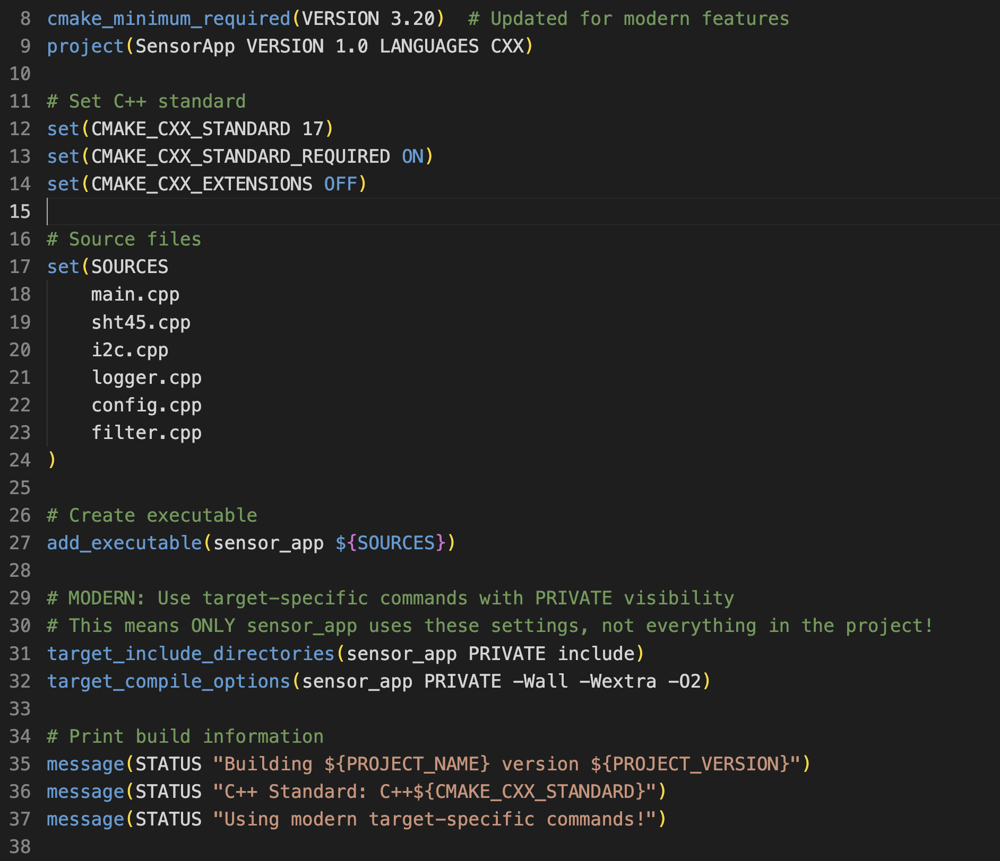 8 cmake_minimum_required(VERSION 3.20)  # Updated for modern features
9 project(SensorApp VERSION 1.0 LANGUAGES CXX)
10
11 # Set C++ standard
12 set(CMAKE_CXX_STANDARD 17)
13 set(CMAKE_CXX_STANDARD_REQUIRED ON)
14 set(CMAKE_CXX_EXTENSIONS OFF)
15
16 # Source files
17 set(SOURCES
18     main.cpp
19     sht45.cpp
20     i2c.cpp
21     logger.cpp
22     config.cpp
23     filter.cpp
24 )
25
26 # Create executable
27 add_executable(sensor_app ${SOURCES})
28
29 # MODERN: Use target-specific commands with PRIVATE visibility
30 # This means ONLY sensor_app uses these settings, not everything in the project!
31 target_include_directories(sensor_app PRIVATE include)
32 target_compile_options(sensor_app PRIVATE -Wall -Wextra -O2)
33
34 # Print build information
35 message(STATUS "Building ${PROJECT_NAME} version ${PROJECT_VERSION}")
36 message(STATUS "C++ Standard: C++${CMAKE_CXX_STANDARD}")
37 message(STATUS "Using modern target-specific commands!")
38